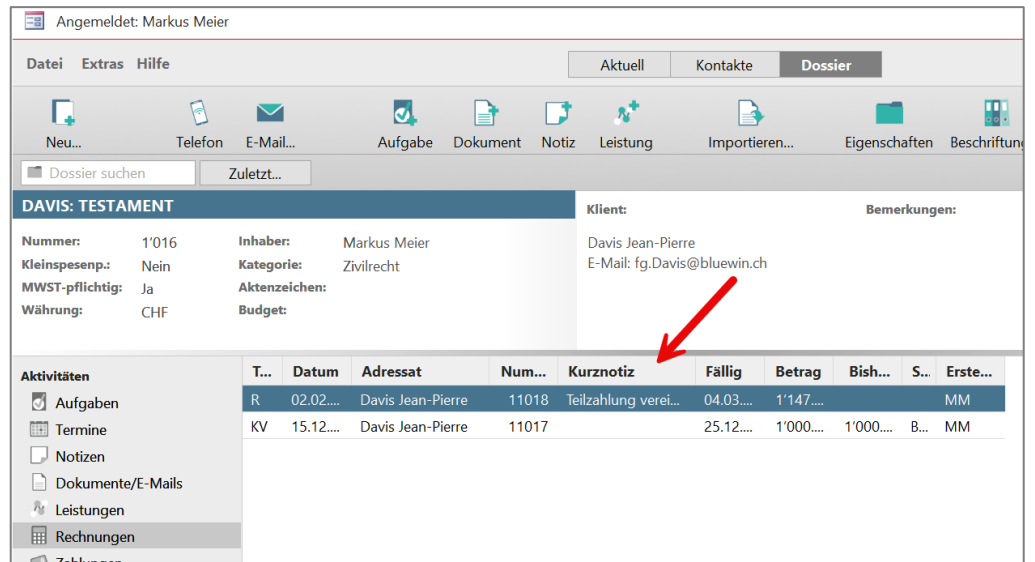 Angemeldet: Markus Meier
Datei Extras Hilfe Aktuell Kontakte Dossier
Neu... Telefon E-Mail... Aufgabe Dokument Notiz Leistung Importieren... Eigenschaften Beschriftung
Dossier suchen Zuletzt...
DAVIS: TESTAMENT Klient: Bemerkungen:
Nummer: 1'016 Inhaber: Markus Meier Davis Jean-Pierre
Kleinspesenp.: Nein Kategorie: Zivilrecht E-Mail: fg.Davis@bluewin.ch
MWST-pflichtig: Ja Aktenzeichen:
Währung: CHF Budget:
Aktivitäten T... Datum Adressat Num... Kurznotiz Fällig Betrag Bish... S... Erste...
Aufgaben R 02.02.... Davis Jean-Pierre 11018 Teilzahlung verei... 04.03.... 1'147.... MM
Termine KV 15.12.... Davis Jean-Pierre 11017 25.12.... 1'000.... 1'000.... B... MM
Notizen
Dokumente/E-Mails
Leistungen
Rechnungen
Zahlungen